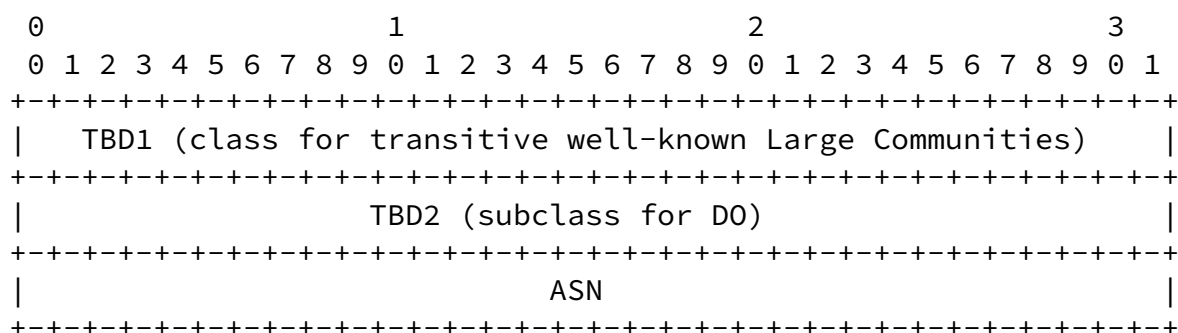 0                   1                   2                   3
 0 1 2 3 4 5 6 7 8 9 0 1 2 3 4 5 6 7 8 9 0 1 2 3 4 5 6 7 8 9 0 1
+-+-+-+-+-+-+-+-+-+-+-+-+-+-+-+-+-+-+-+-+-+-+-+-+-+-+-+-+-+-+-+-+
|   TBD1 (class for transitive well-known Large Communities)    |
+-+-+-+-+-+-+-+-+-+-+-+-+-+-+-+-+-+-+-+-+-+-+-+-+-+-+-+-+-+-+-+-+
|                   TBD2 (subclass for DO)                      |
+-+-+-+-+-+-+-+-+-+-+-+-+-+-+-+-+-+-+-+-+-+-+-+-+-+-+-+-+-+-+-+-+
|                             ASN                               |
+-+-+-+-+-+-+-+-+-+-+-+-+-+-+-+-+-+-+-+-+-+-+-+-+-+-+-+-+-+-+-+-+